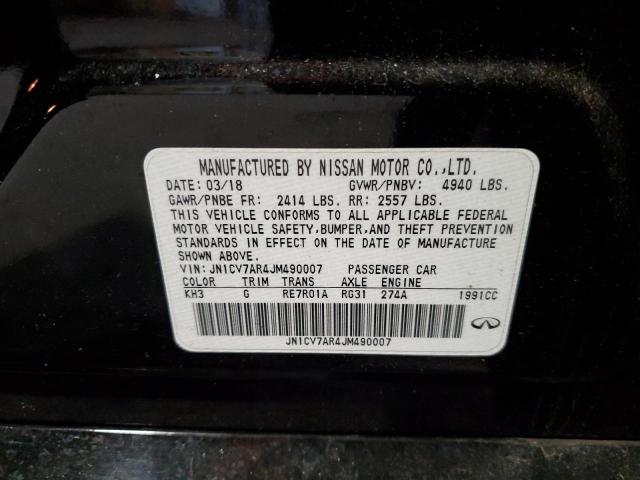 MANUFACTURED BY NISSAN MOTOR CO.,LTD.
DATE: 03/18 GVWR/PNBV: 4940 LBS.
GAWR/PNBE FR: 2414 LBS. RR: 2557 LBS.
THIS VEHICLE CONFORMS TO ALL APPLICABLE FEDERAL
MOTOR VEHICLE SAFETY,BUMPER,AND THEFT PREVENTION
STANDARDS IN EFFECT ON THE DATE OF MANUFACTURE
SHOWN ABOVE.
VIN: JN1CV7AR4JM490007 PASSENGER CAR
COLOR TRIM TRANS AXLE ENGINE
KH3 G RE7R01A RG31 274A 1991CC
JN1CV7AR4JM490007